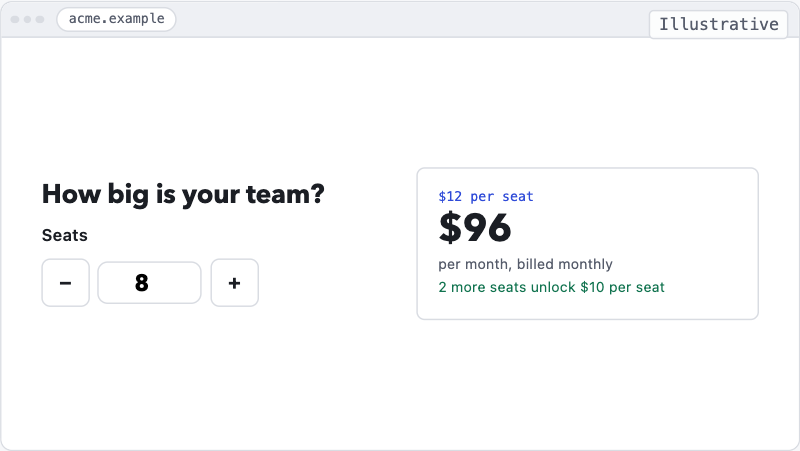 acme.example
Illustrative
How big is your team?
Seats
− 8 +
$12 per seat
$96
per month, billed monthly
2 more seats unlock $10 per seat